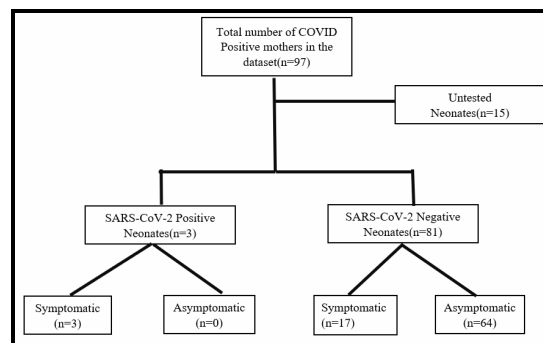 Total number of COVID
Positive mothers in the
dataset(n=97)
Untested
Neonates(n=15)
SARS-CoV-2 Positive
Neonates(n=3)
SARS-CoV-2 Negative
Neonates(n=81)
Symptomatic
(n=3)
Asymptomatic
(n=0)
Symptomatic
(n=17)
Asymptomatic
(n=64)